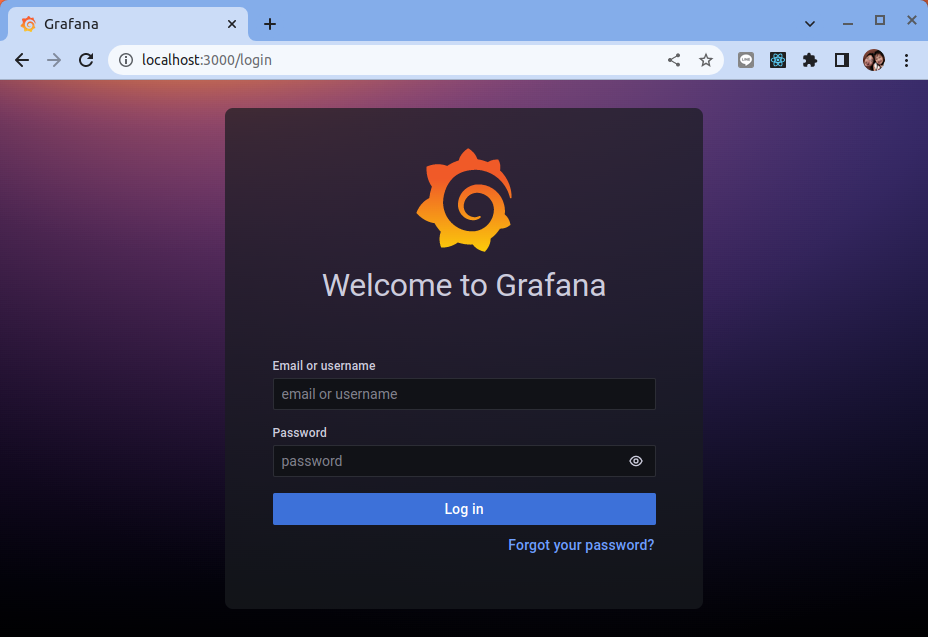 Grafana
localhost:3000/login
Welcome to Grafana
Email or username
email or username
Password
password
Log in
Forgot your password?